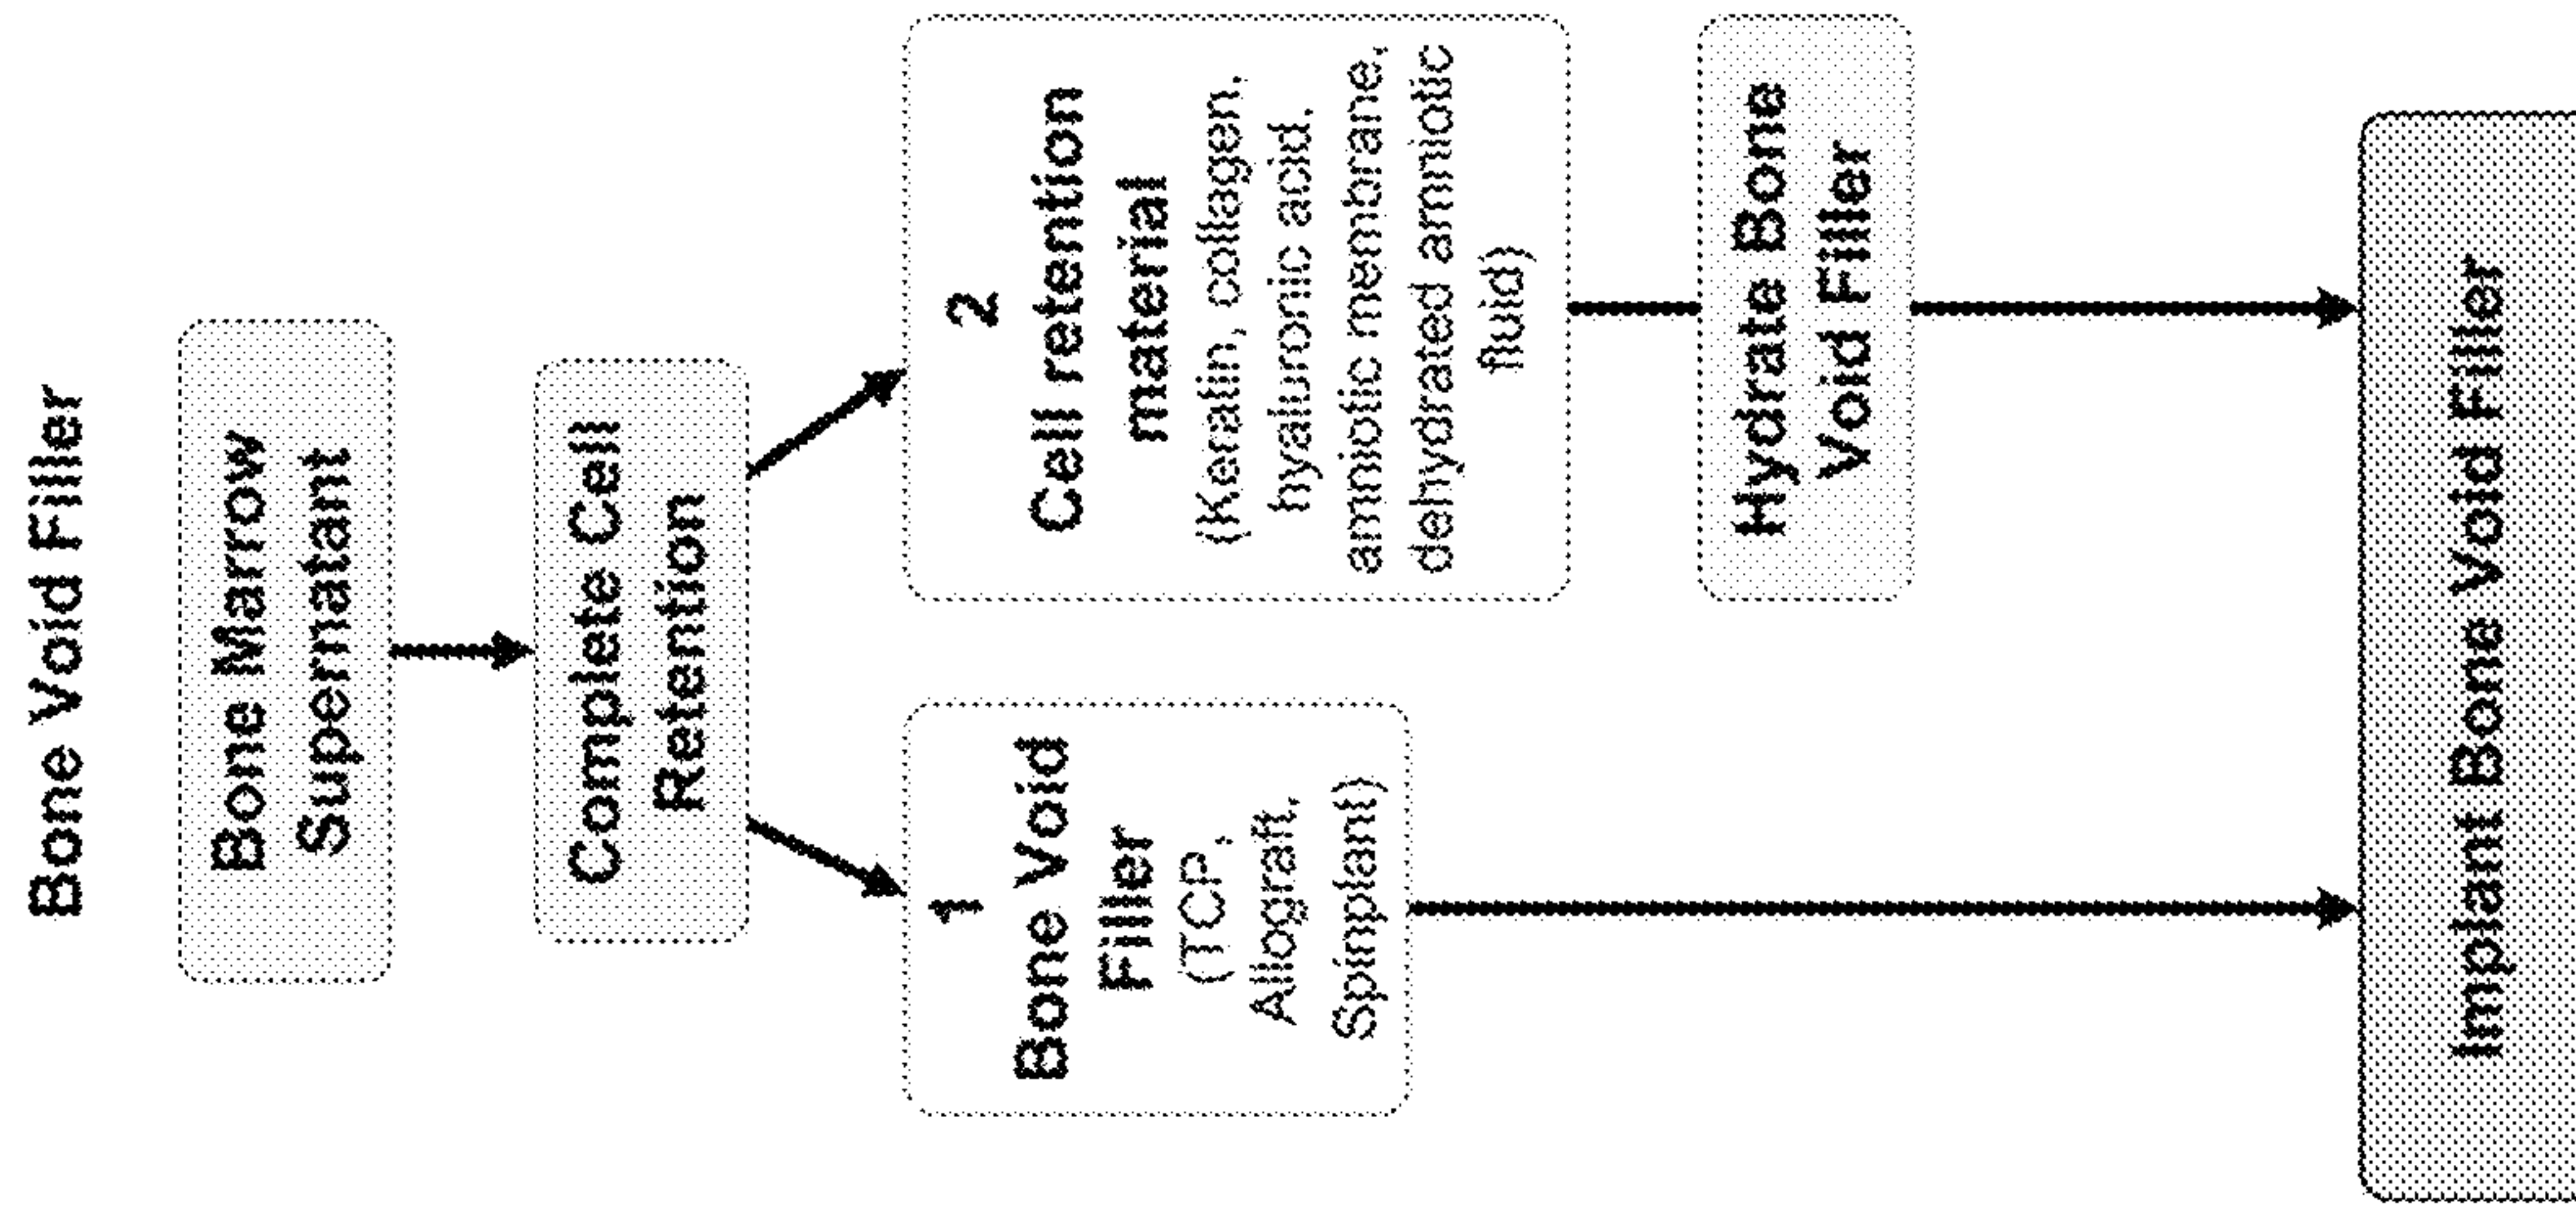 Bone Void Filler
Bone Marrow
Supernatant
Complete Cell
Retention
1
Bone Void
Filler
(TCP,
Allograft,
Spinplant)
2
Cell retention
material
(Keratin, collagen,
hyaluronic acid,
amniotic membrane,
dehydrated amniotic
fluid)
Hydrate Bone
Void Filler
Implant Bone Void Filler